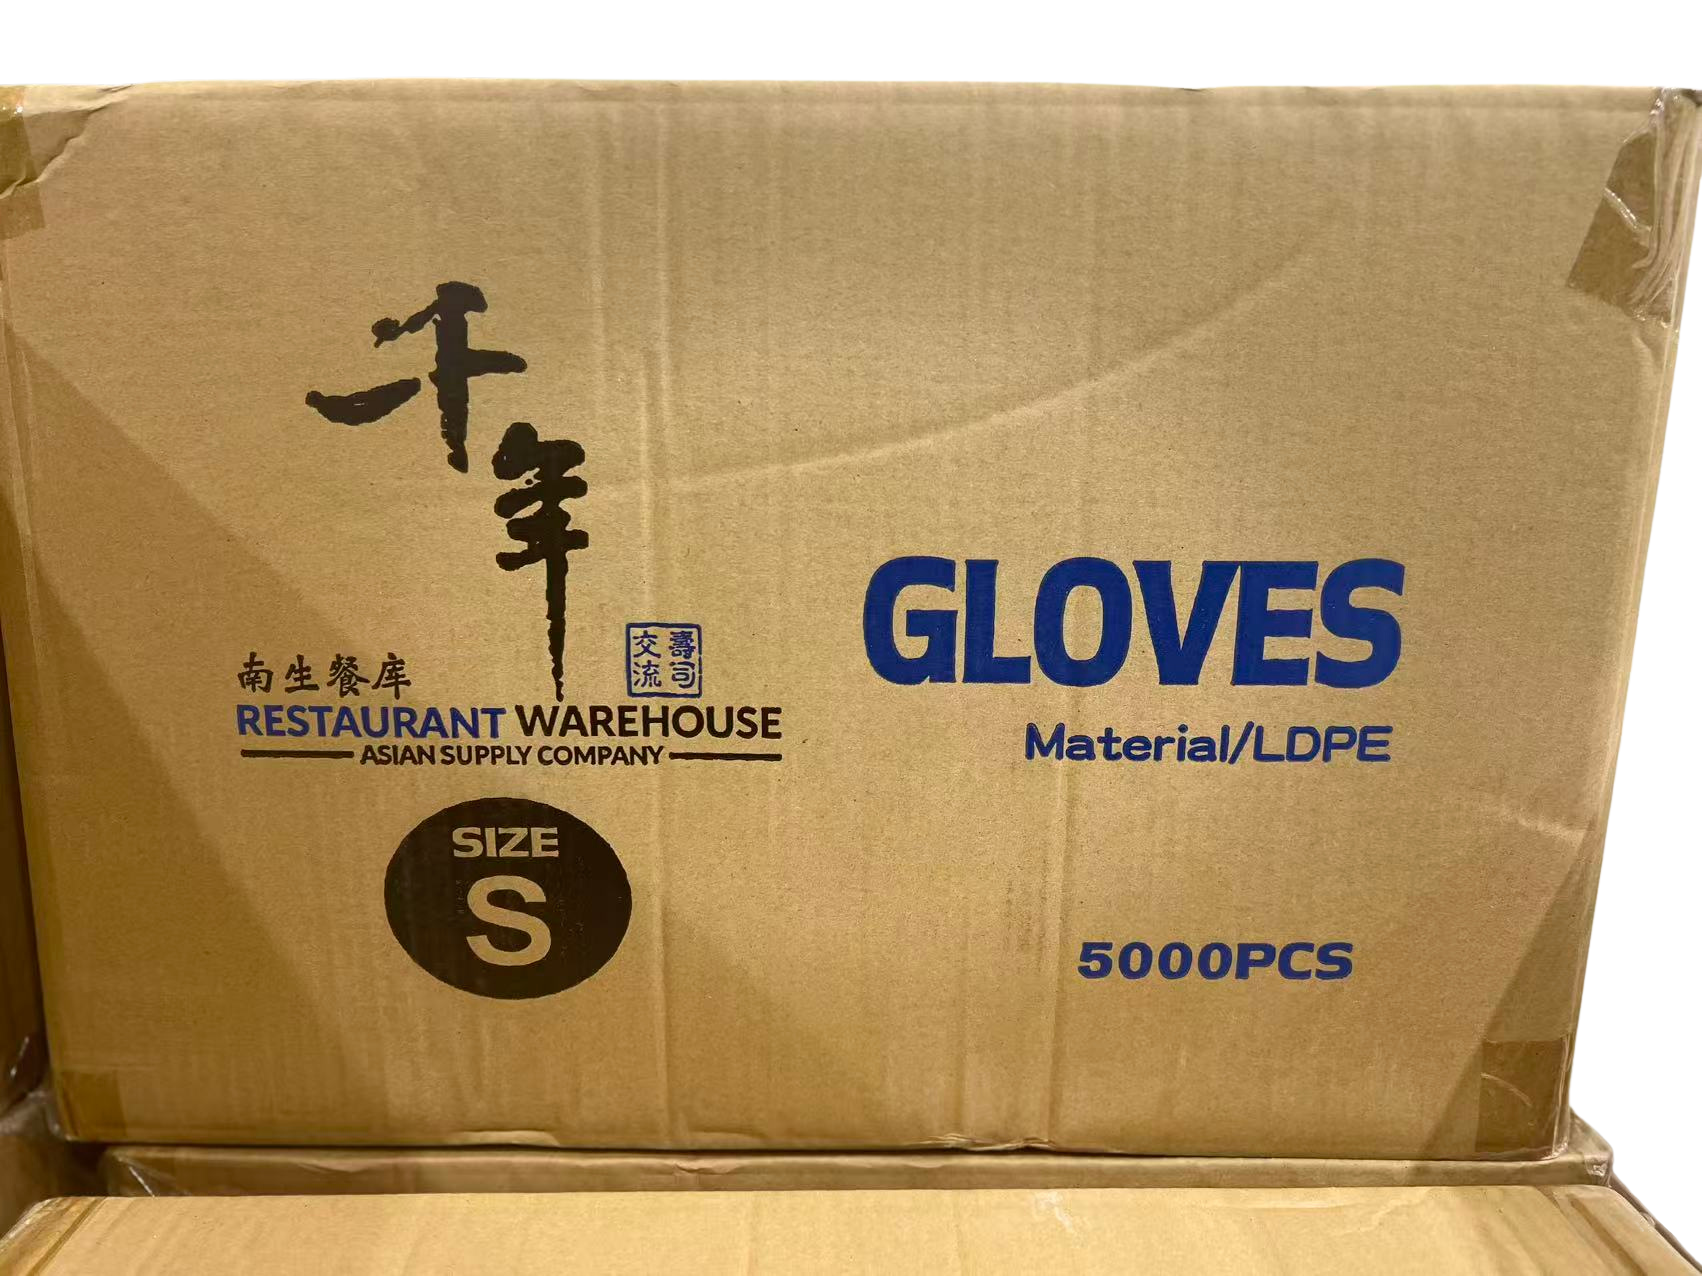 千年
壽司
交流
南生餐库
RESTAURANT WAREHOUSE
ASIAN SUPPLY COMPANY
SIZE
S
GLOVES
Material/LDPE
5000PCS